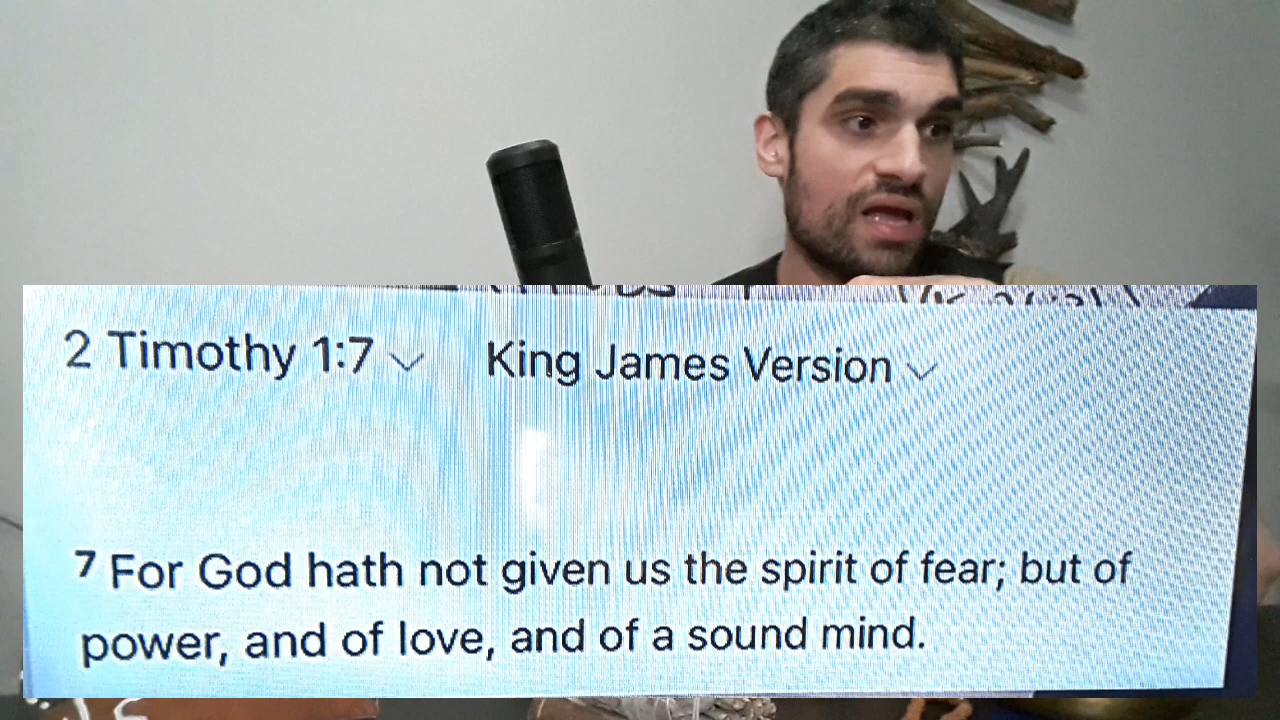 2 Timothy 1:7 King James Version
7 For God hath not given us the spirit of fear; but of
power, and of love, and of a sound mind.